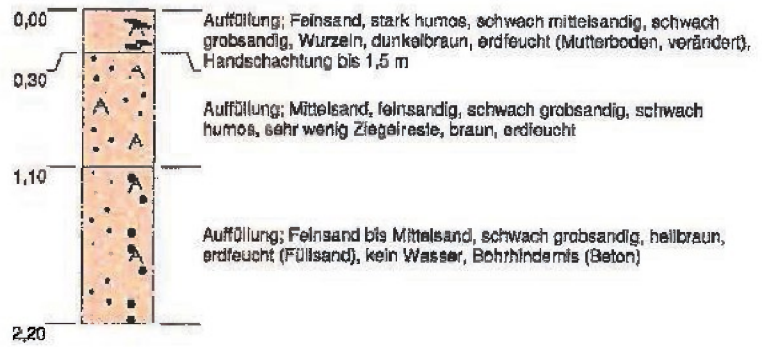 0,00
Auffüllung; Feinsand, stark humos, schwach mittelsandig, schwach
grobsandig, Wurzeln, dunkelbraun, erdfeucht (Mutterboden, verändert),
Handschachtung bis 1,5 m
0,30
A
A
A
A
Auffüllung; Mittelsand, feinsandig, schwach grobsandig, schwach
humos, sehr wenig Ziegelreste, braun, erdfeucht
1,10
A
A
Auffüllung; Feinsand bis Mittelsand, schwach grobsandig, hellbraun,
erdfeucht (Füllsand), kein Wasser, Bohrhindernis (Beton)
2,20